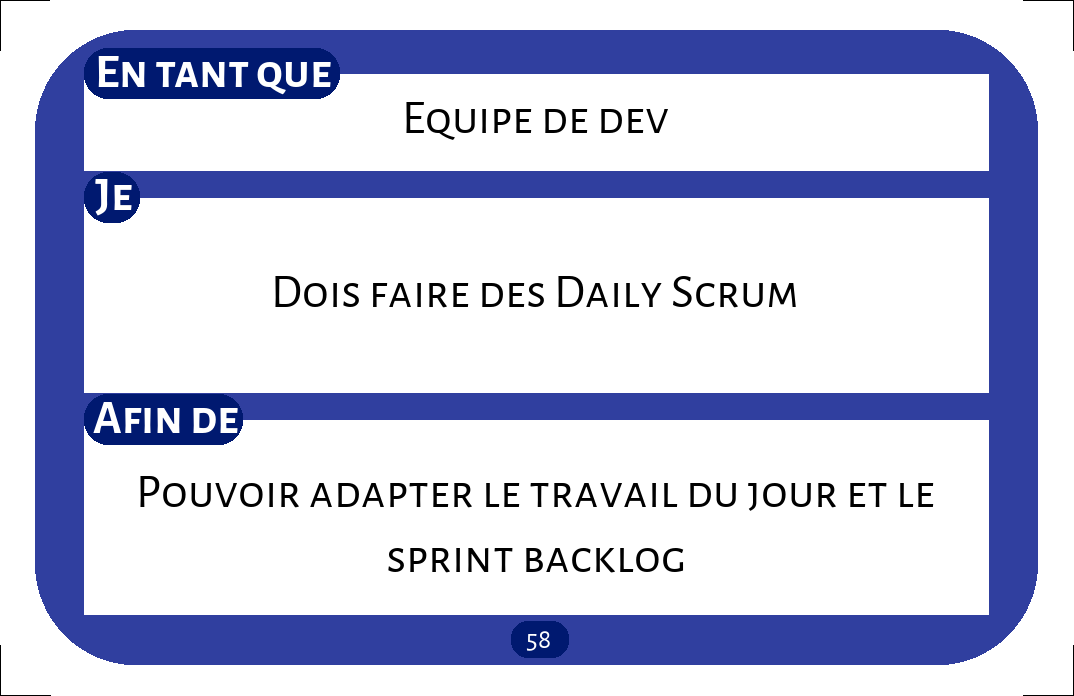 En tant que
Equipe de dev
Je
Dois faire des Daily Scrum
Afin de
Pouvoir adapter le travail du jour et le
sprint backlog
58